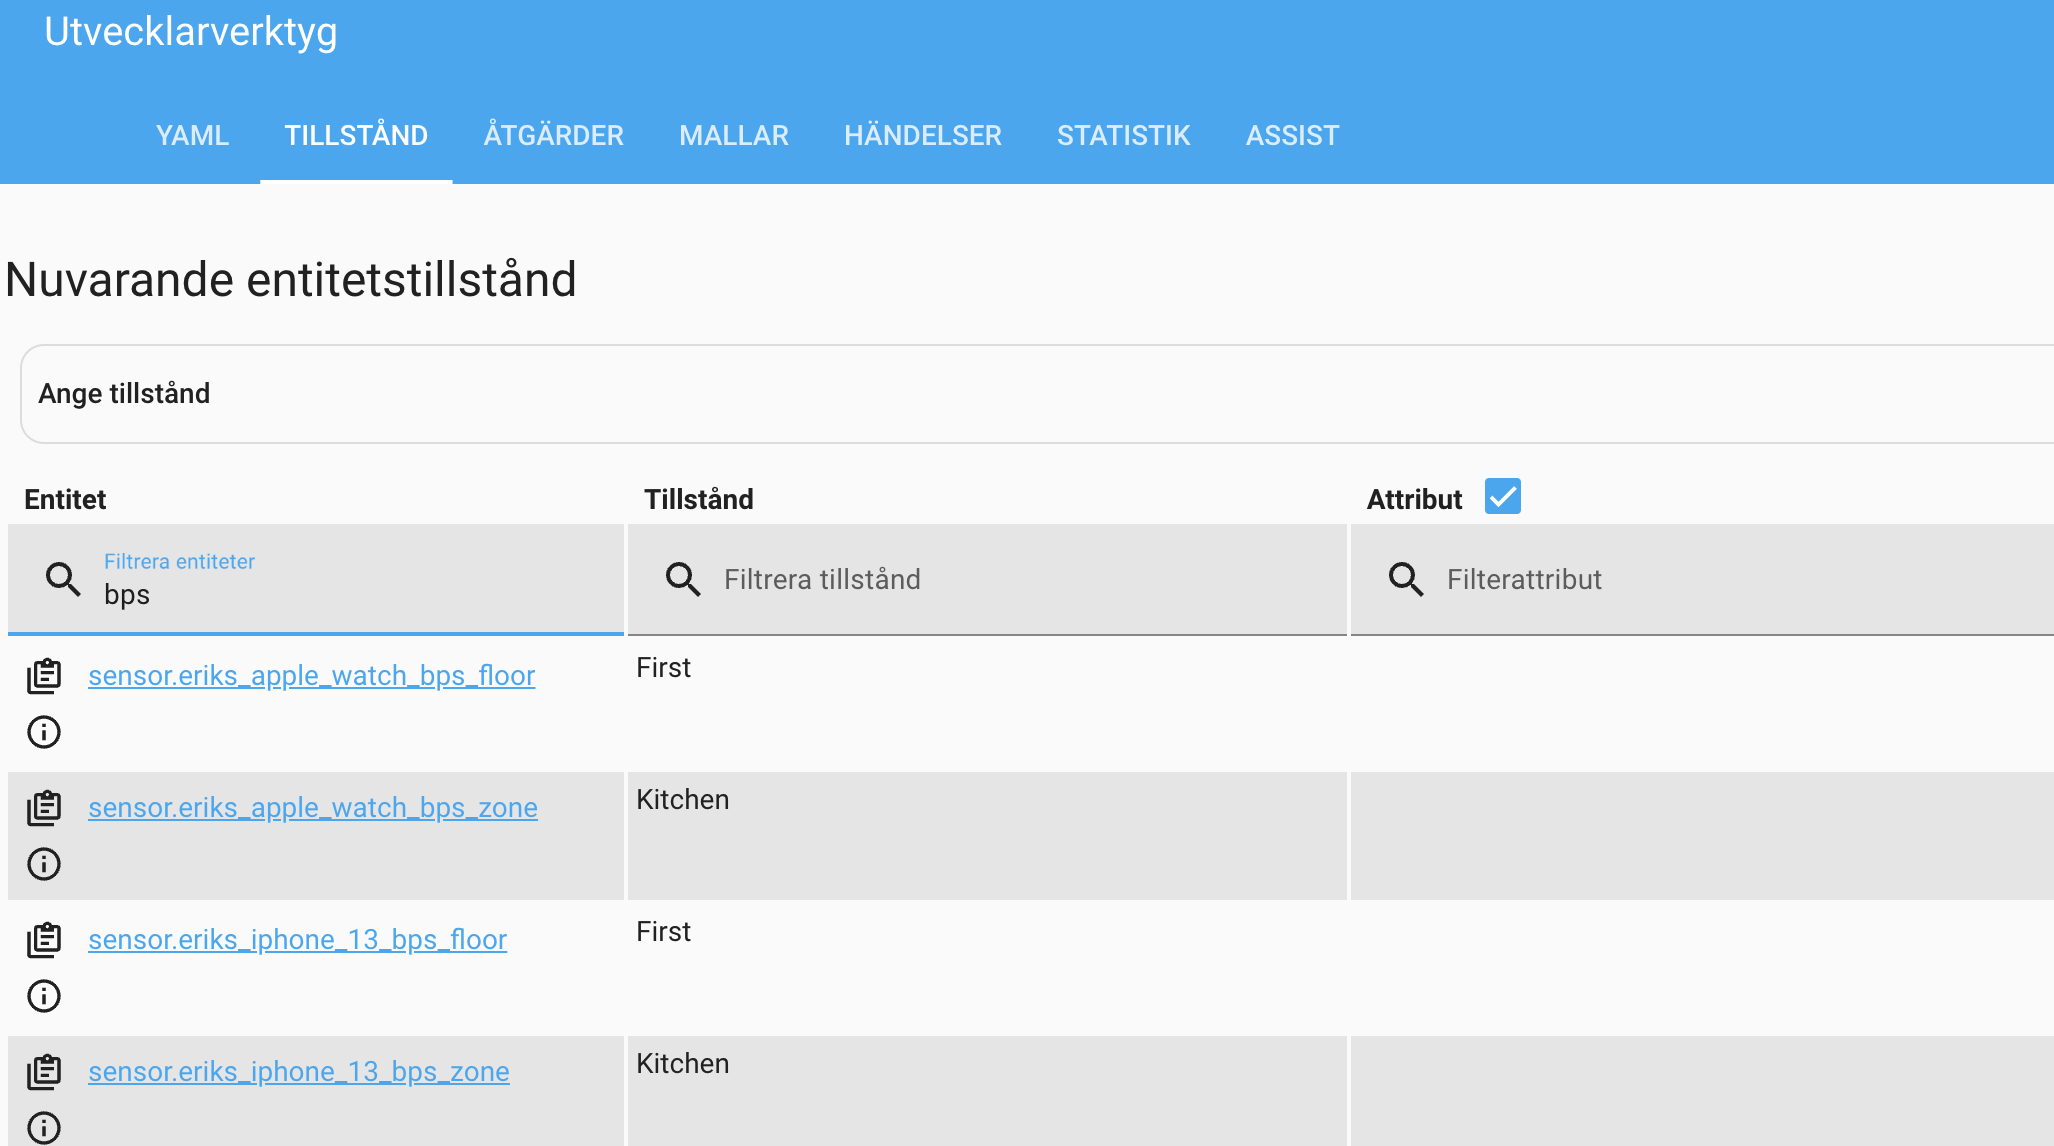 Utvecklarverktyg
YAML TILLSTÅND ÅTGÄRDER MALLAR HÄNDELSER STATISTIK ASSIST
Nuvarande entitetstillstånd
Ange tillstånd
Entitet Tillstånd Attribut
Filtrera entiteter
bps Filtrera tillstånd Filterattribut
sensor.eriks_apple_watch_bps_floor First
sensor.eriks_apple_watch_bps_zone Kitchen
sensor.eriks_iphone_13_bps_floor First
sensor.eriks_iphone_13_bps_zone Kitchen